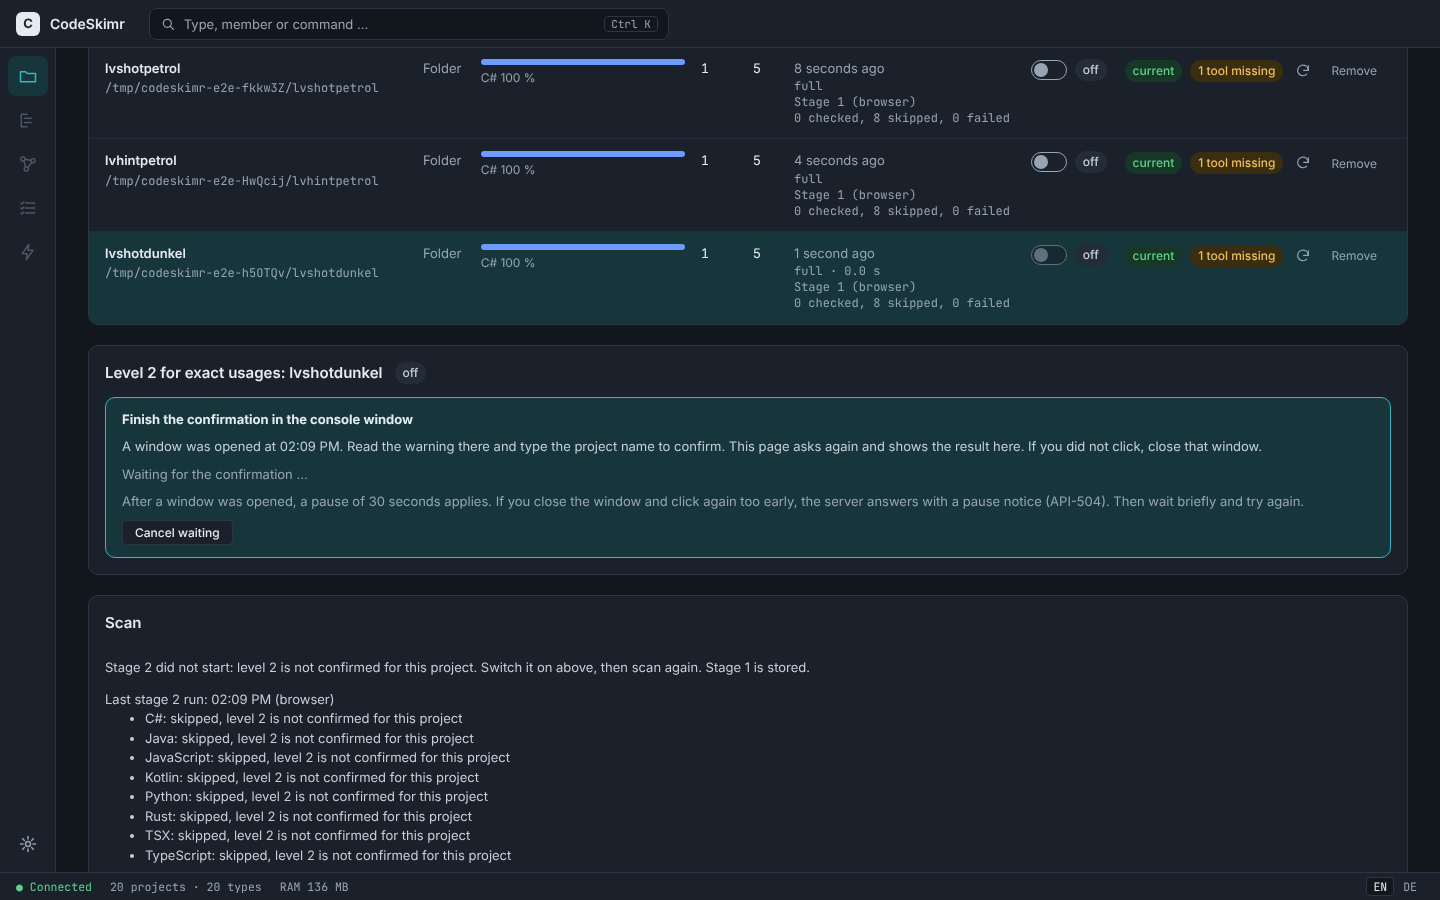 C CodeSkimr
Type, member or command ... Ctrl K
lvshotpetrol Folder 1 5 8 seconds ago off current 1 tool missing Remove
/tmp/codeskimr-e2e-fkkw3Z/lvshotpetrol C# 100 % full
Stage 1 (browser)
0 checked, 8 skipped, 0 failed
lvhintpetrol Folder 1 5 4 seconds ago off current 1 tool missing Remove
/tmp/codeskimr-e2e-HwQcij/lvhintpetrol C# 100 % full
Stage 1 (browser)
0 checked, 8 skipped, 0 failed
lvshotdunkel Folder 1 5 1 second ago off current 1 tool missing Remove
/tmp/codeskimr-e2e-h5OTQv/lvshotdunkel C# 100 % full · 0.0 s
Stage 1 (browser)
0 checked, 8 skipped, 0 failed
Level 2 for exact usages: lvshotdunkel off
Finish the confirmation in the console window
A window was opened at 02:09 PM. Read the warning there and type the project name to confirm. This page asks again and shows the result here. If you did not click, close that window.
Waiting for the confirmation ...
After a window was opened, a pause of 30 seconds applies. If you close the window and click again too early, the server answers with a pause notice (API-504). Then wait briefly and try again.
Cancel waiting
Scan
Stage 2 did not start: level 2 is not confirmed for this project. Switch it on above, then scan again. Stage 1 is stored.
Last stage 2 run: 02:09 PM (browser)
• C#: skipped, level 2 is not confirmed for this project
• Java: skipped, level 2 is not confirmed for this project
• JavaScript: skipped, level 2 is not confirmed for this project
• Kotlin: skipped, level 2 is not confirmed for this project
• Python: skipped, level 2 is not confirmed for this project
• Rust: skipped, level 2 is not confirmed for this project
• TSX: skipped, level 2 is not confirmed for this project
• TypeScript: skipped, level 2 is not confirmed for this project
● Connected 20 projects · 20 types RAM 136 MB EN DE